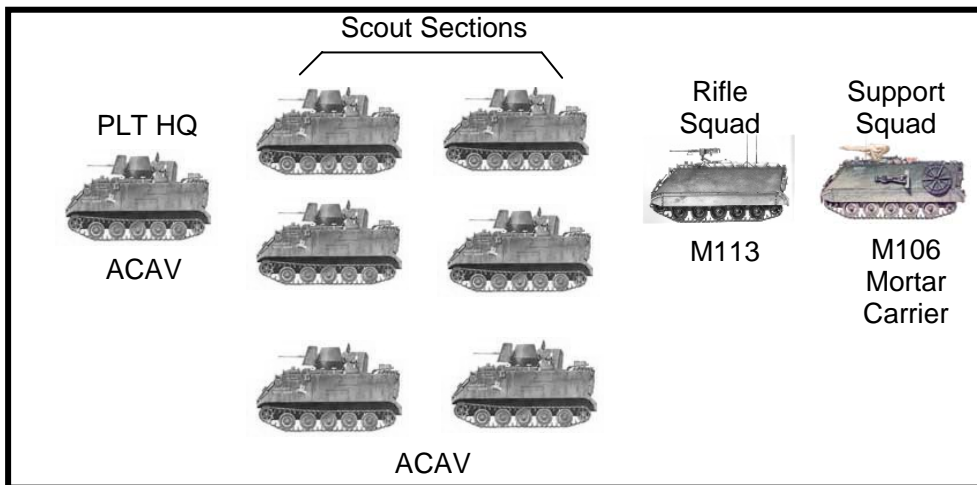 Scout Sections
PLT HQ
ACAV
ACAV
Rifle
Squad
M113
Support
Squad
M106
Mortar
Carrier